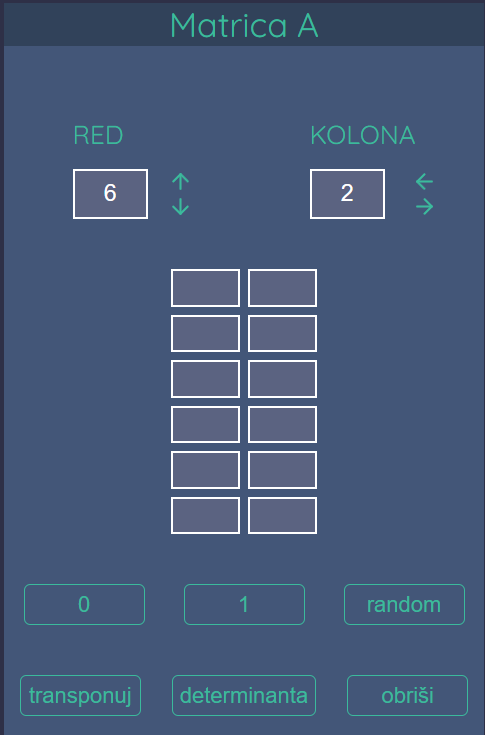 Matrica A
RED
KOLONA
6
2
0
1
random
transponuj
determinanta
obriši